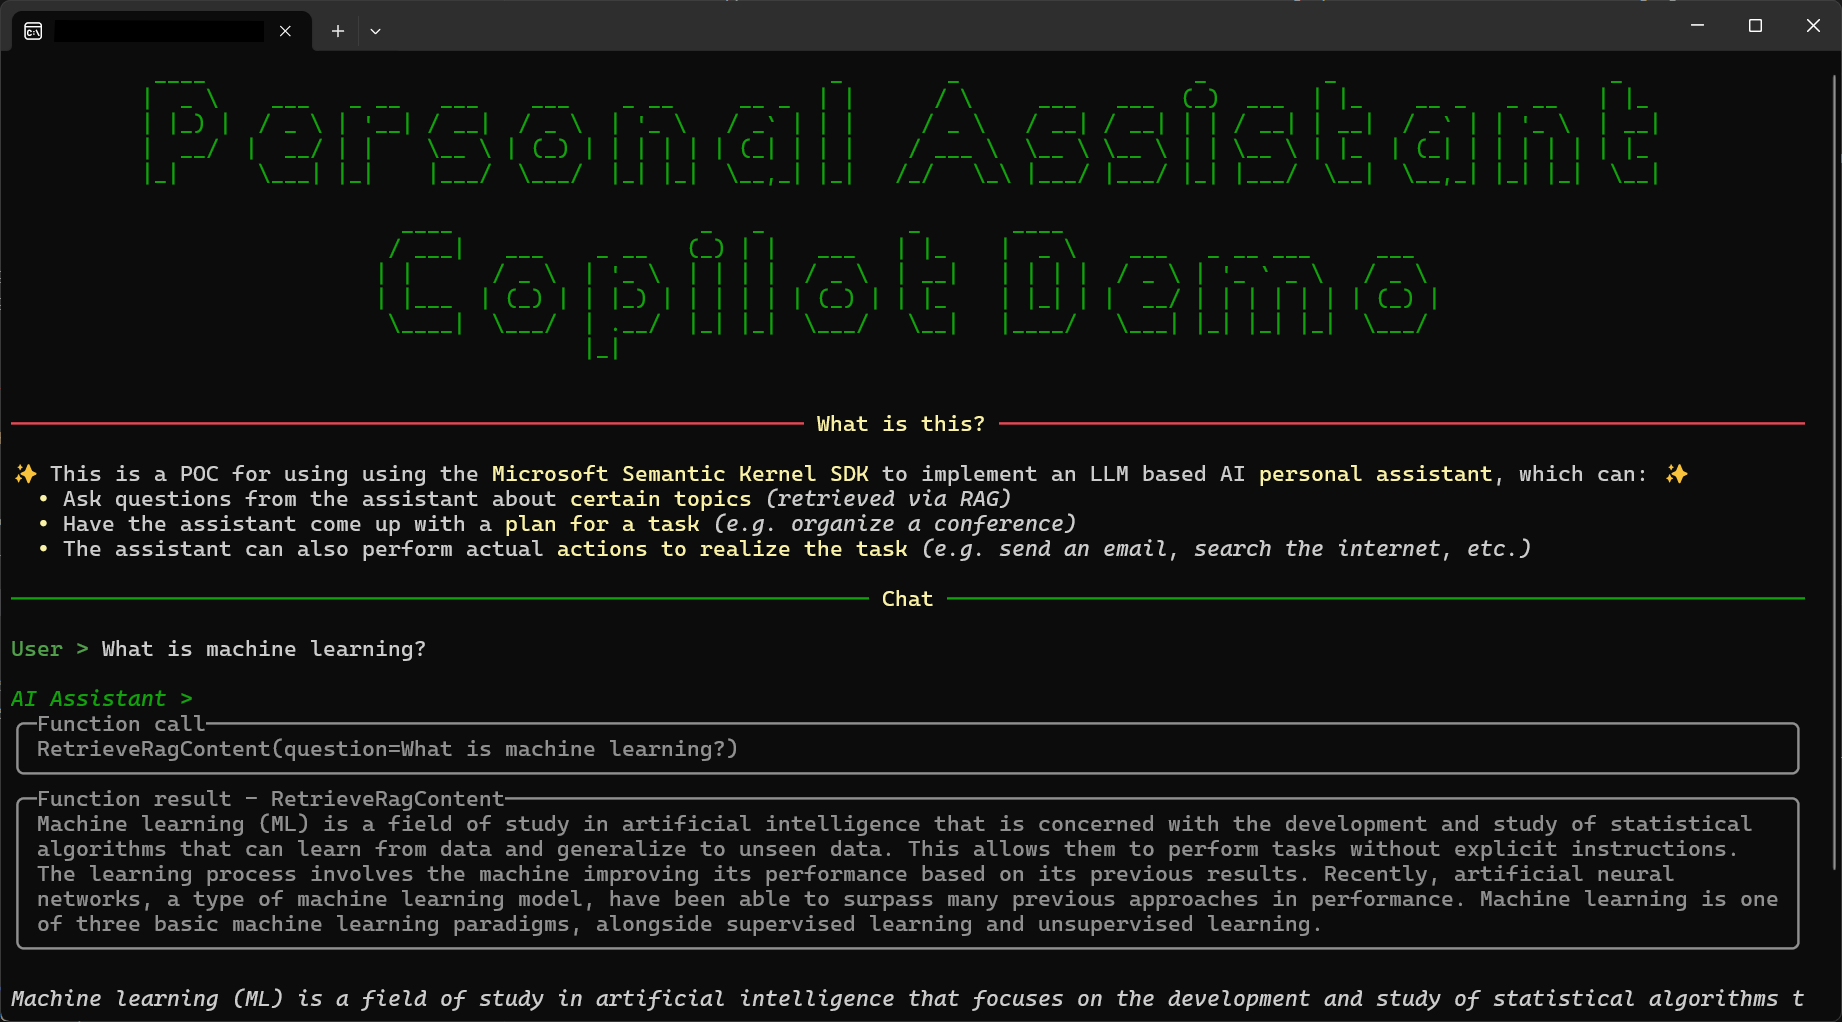 Personal Assistant
Copilot Demo
What is this?
✨ This is a POC for using using the Microsoft Semantic Kernel SDK to implement an LLM based AI personal assistant, which can: ✨
• Ask questions from the assistant about certain topics (retrieved via RAG)
• Have the assistant come up with a plan for a task (e.g. organize a conference)
• The assistant can also perform actual actions to realize the task (e.g. send an email, search the internet, etc.)
Chat
User > What is machine learning?
AI Assistant >
Function call
RetrieveRagContent(question=What is machine learning?)
Function result - RetrieveRagContent
Machine learning (ML) is a field of study in artificial intelligence that is concerned with the development and study of statistical
algorithms that can learn from data and generalize to unseen data. This allows them to perform tasks without explicit instructions.
The learning process involves the machine improving its performance based on its previous results. Recently, artificial neural
networks, a type of machine learning model, have been able to surpass many previous approaches in performance. Machine learning is one
of three basic machine learning paradigms, alongside supervised learning and unsupervised learning.
Machine learning (ML) is a field of study in artificial intelligence that focuses on the development and study of statistical algorithms t